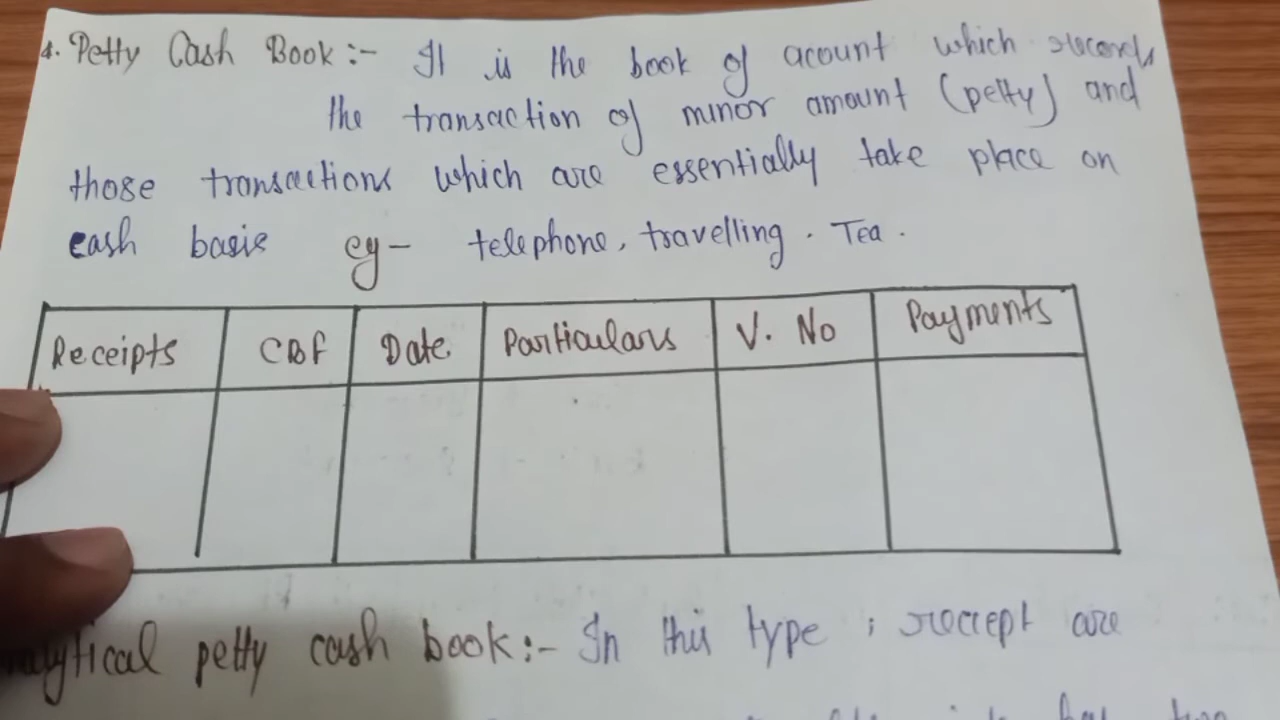 4. Petty Cash Book :- It is the book of acount which records
the transaction of minor amount (petty) and
those transactions which are essentially take place on
cash basis eg - telephone, travelling . Tea .
Receipts CBF Date Particulars V. No Payments
alytical petty cash book :- In this type ; recept are